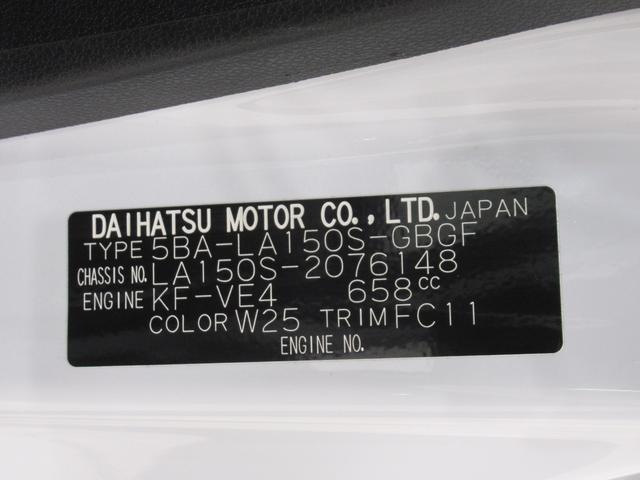 DAIHATSU MOTOR CO., LTD. JAPAN
TYPE 5BA-LA150S-GBGF
CHASSIS NO. LA150S-2076148
ENGINE KF-VE4 658cc
COLOR W25 TRIM FC11
ENGINE NO.